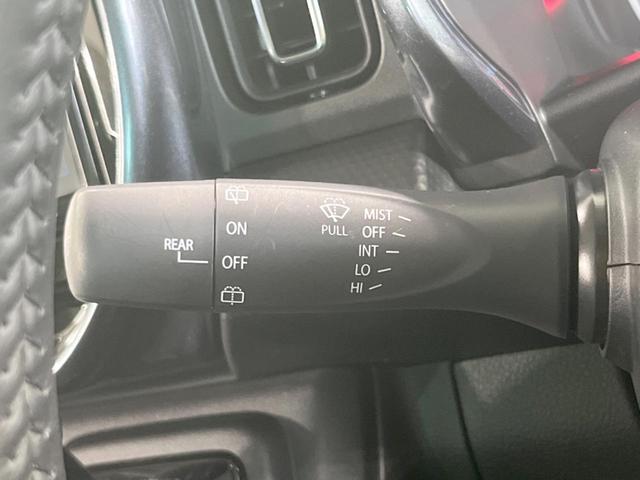 REAR
ON
OFF
PULL
MIST
OFF
INT
LO
HI